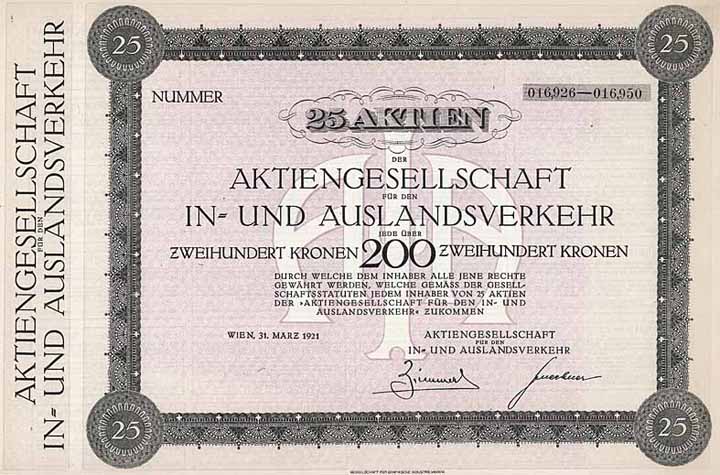 AKTIENGESELLSCHAFT
FÜR DEN
IN- UND AUSLANDSVERKEHR
25
25
NUMMER
016,926—016,950
25 AKTIEN
DER
AKTIENGESELLSCHAFT
FÜR DEN
IN- UND AUSLANDSVERKEHR
JEDE ÜBER
ZWEIHUNDERT KRONEN 200 ZWEIHUNDERT KRONEN
DURCH WELCHE DEM INHABER ALLE JENE RECHTE
GEWÄHRT WERDEN, WELCHE GEMÄSS DER GESELL-
SCHAFTSSTATUTEN JEDEM INHABER VON 25 AKTIEN
DER »AKTIENGESELLSCHAFT FÜR DEN IN- UND
AUSLANDSVERKEHR« ZUKOMMEN
WIEN, 31. MÄRZ 1921
AKTIENGESELLSCHAFT
FÜR DEN
IN- UND AUSLANDSVERKEHR
25
25